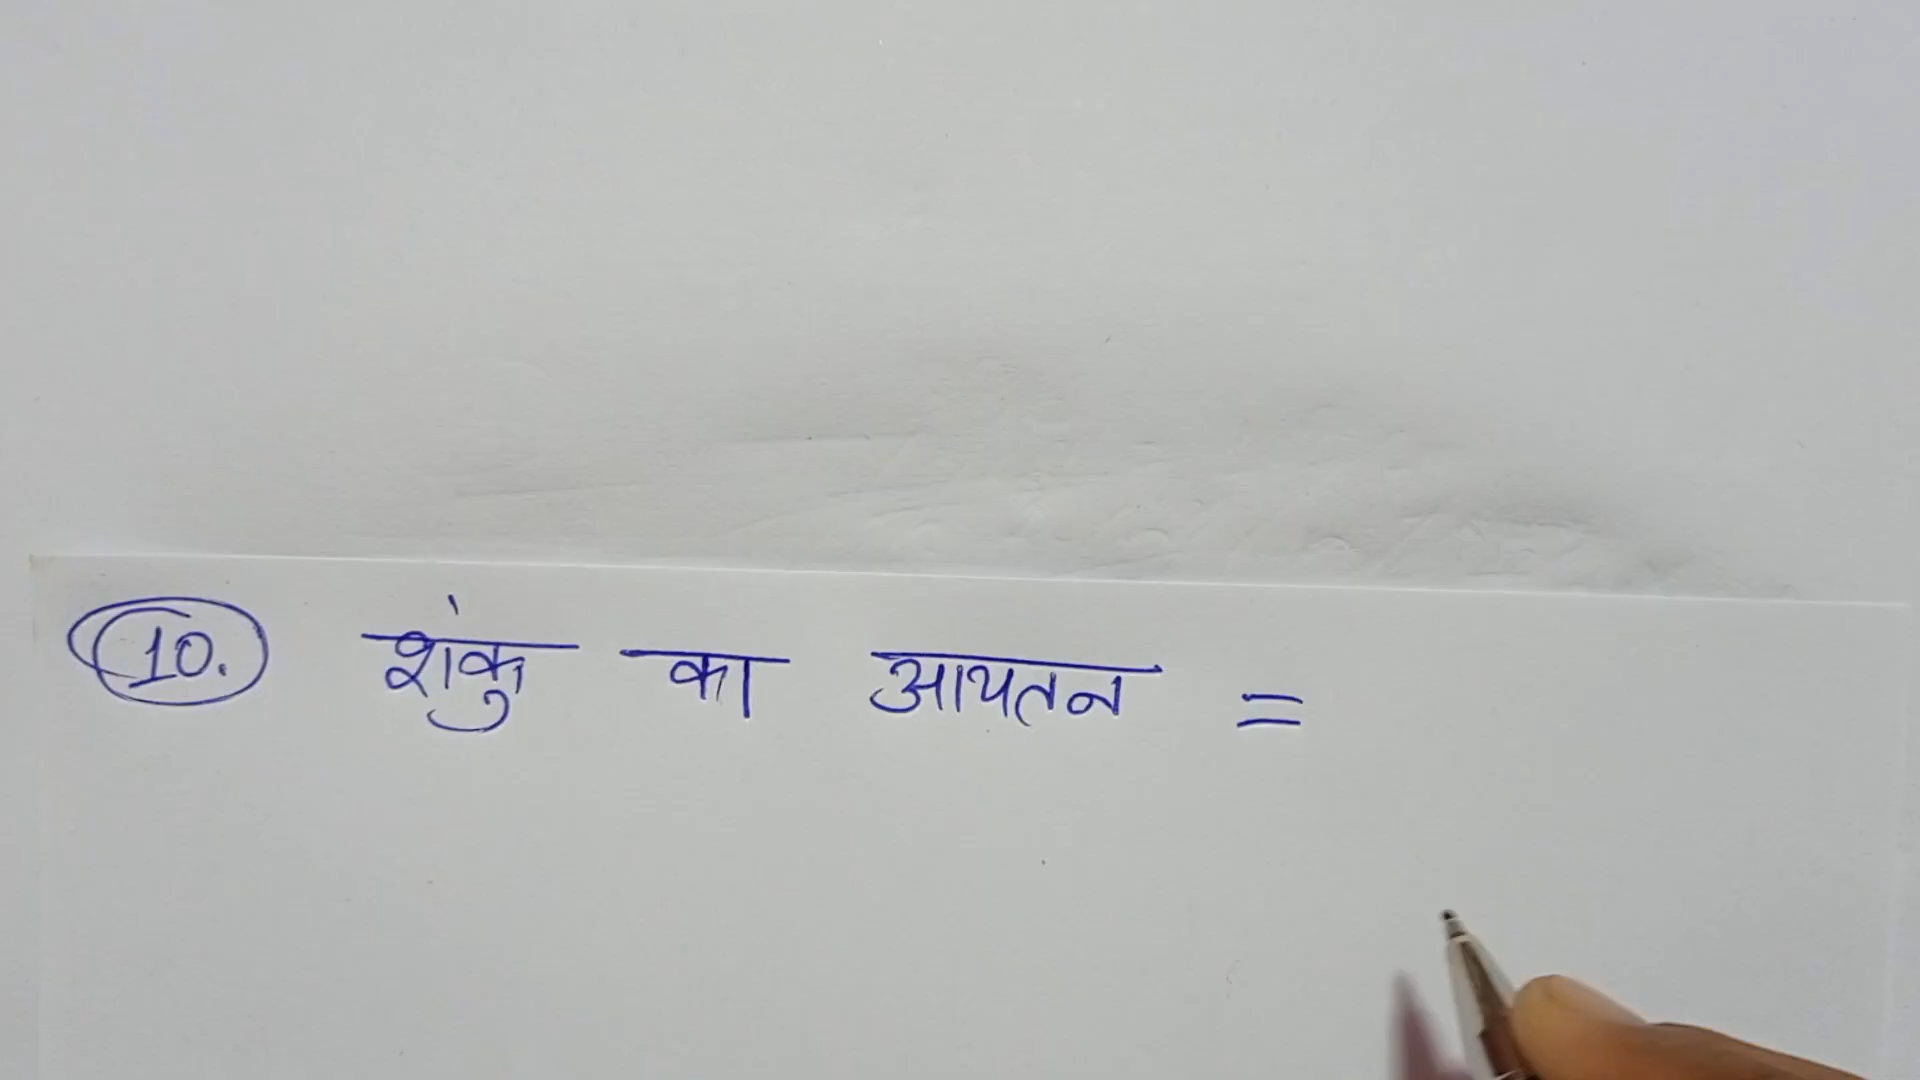 10. शंकु का आयतन =